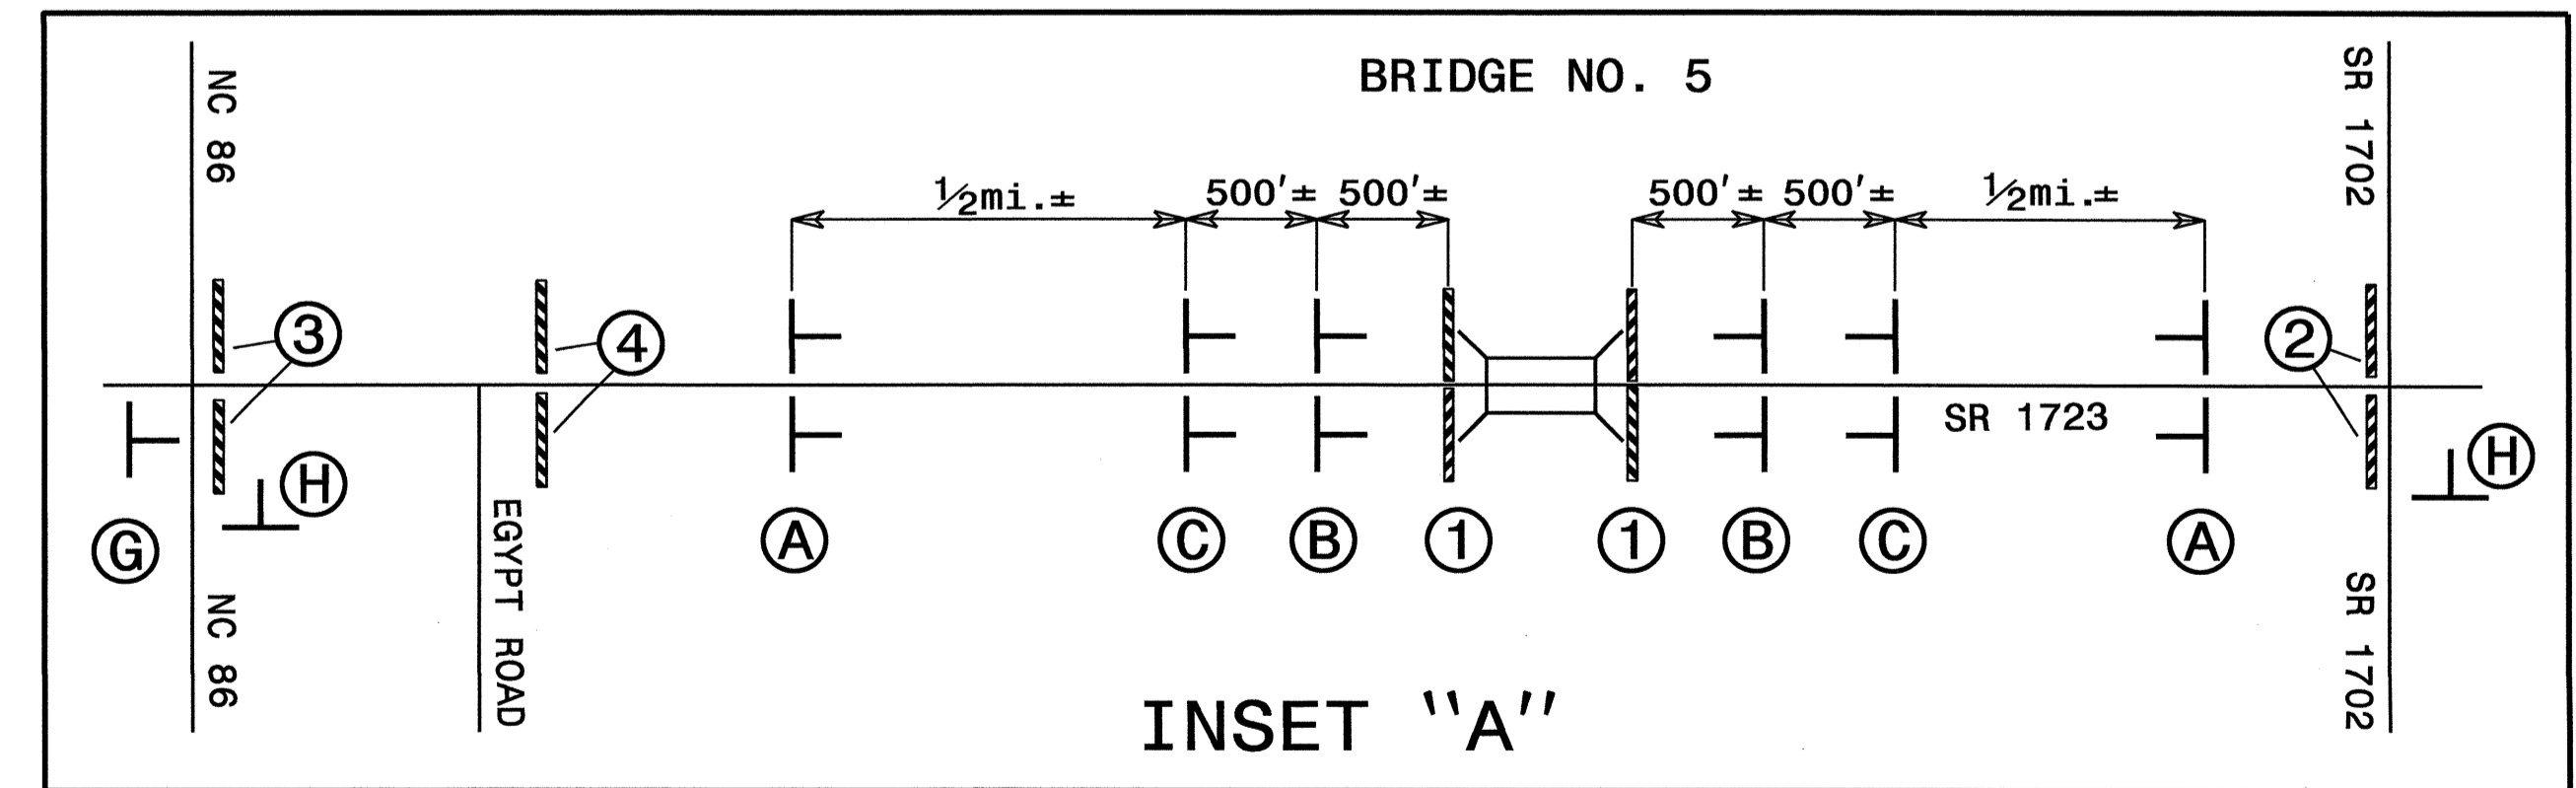 BRIDGE NO. 5
NC 86
SR 1702
½mi.±
500'±
500'±
500'±
500'±
½mi.±
3
4
2
SR 1723
H
H
G
A
C
B
1
1
B
C
A
EGYPT ROAD
NC 86
SR 1702
INSET "A"